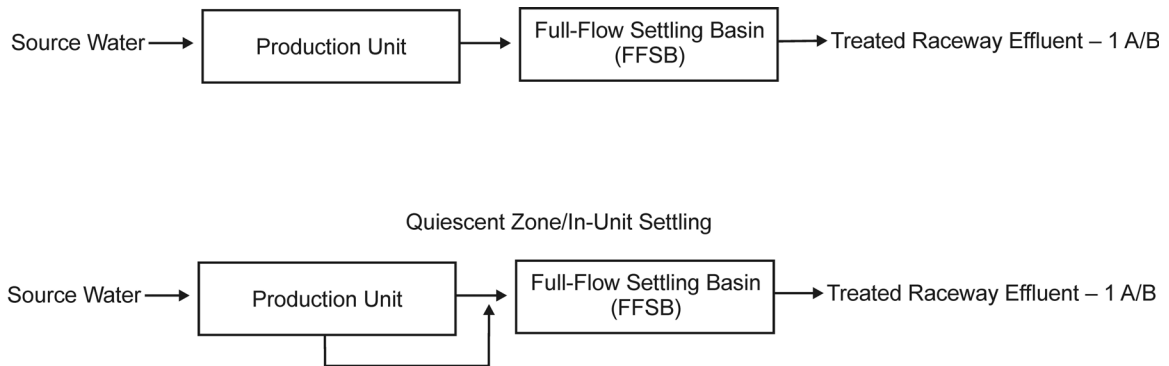 Source Water
Production Unit
Full-Flow Settling Basin
(FFSB)
Treated Raceway Effluent – 1 A/B
Quiescent Zone/In-Unit Settling
Source Water
Production Unit
Full-Flow Settling Basin
(FFSB)
Treated Raceway Effluent – 1 A/B